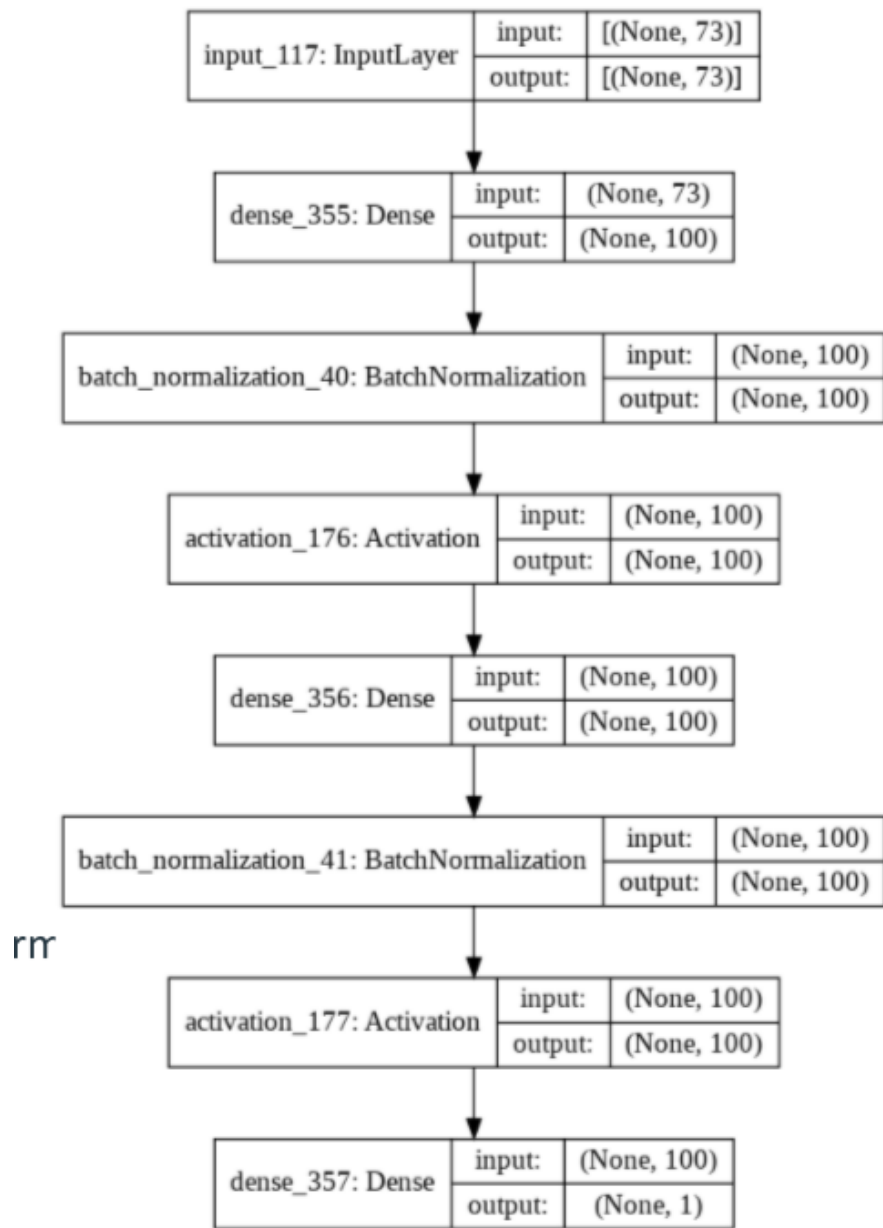 input_117: InputLayer
input: [(None, 73)]
output: [(None, 73)]
dense_355: Dense
input: (None, 73)
output: (None, 100)
batch_normalization_40: BatchNormalization
input: (None, 100)
output: (None, 100)
activation_176: Activation
input: (None, 100)
output: (None, 100)
dense_356: Dense
input: (None, 100)
output: (None, 100)
batch_normalization_41: BatchNormalization
input: (None, 100)
output: (None, 100)
rm
activation_177: Activation
input: (None, 100)
output: (None, 100)
dense_357: Dense
input: (None, 100)
output: (None, 1)